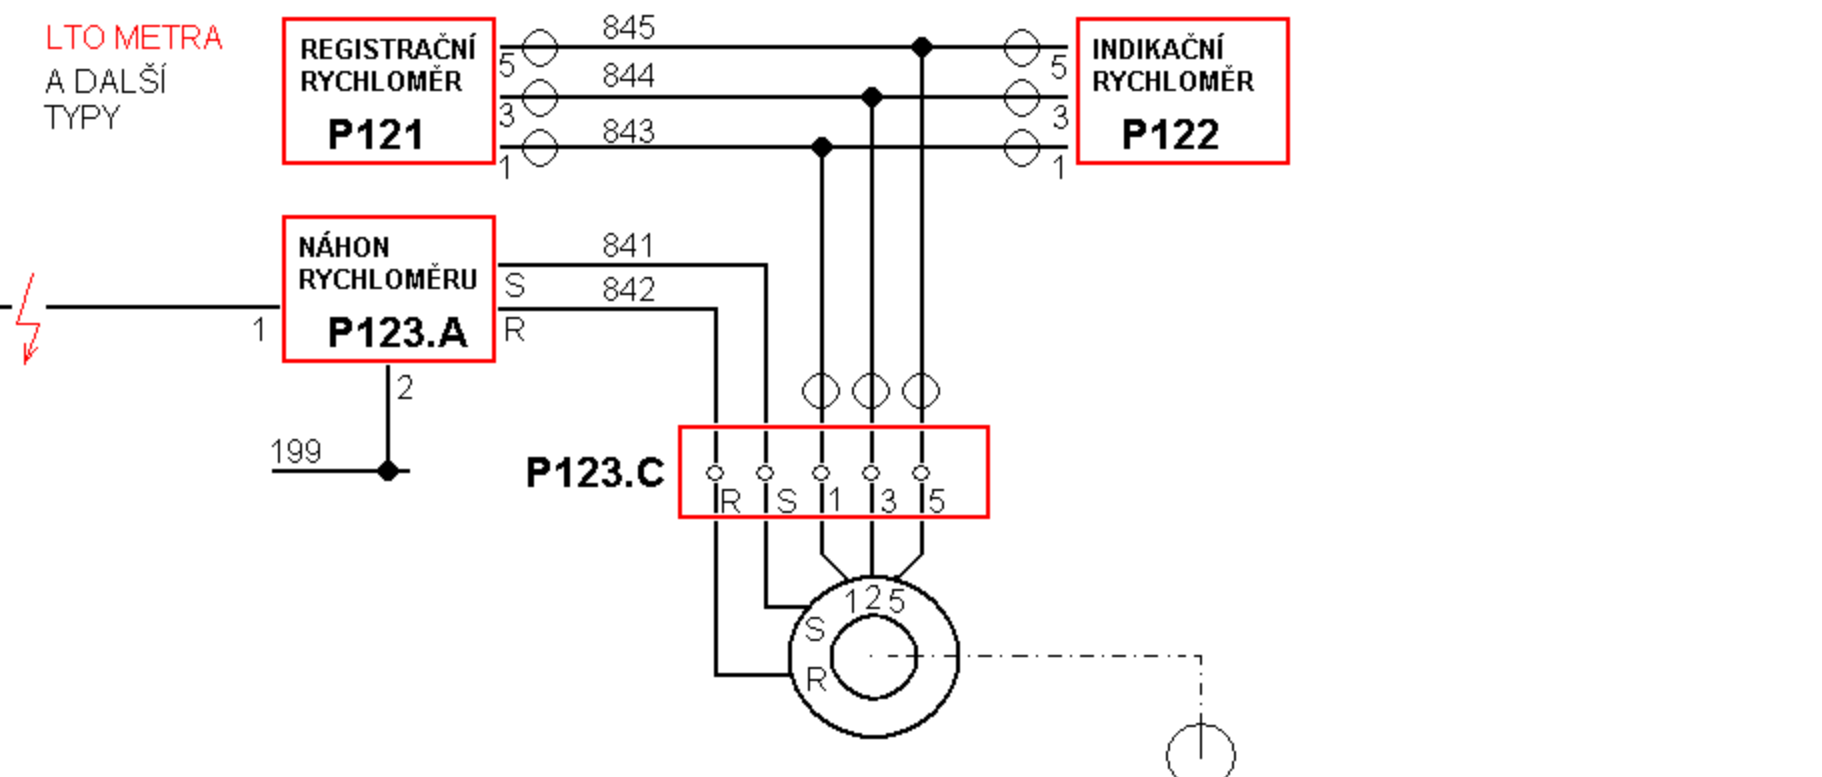 LTO METRA
A DALŠÍ
TYPY
REGISTRAČNÍ
RYCHLOMĚR
P121
5
3
1
845
844
843
INDIKAČNÍ
RYCHLOMĚR
P122
5
3
1
NÁHON
RYCHLOMĚRU
P123.A
1
2
S
R
841
842
199
P123.C
R S 1 3 5
1 2 5
S
R